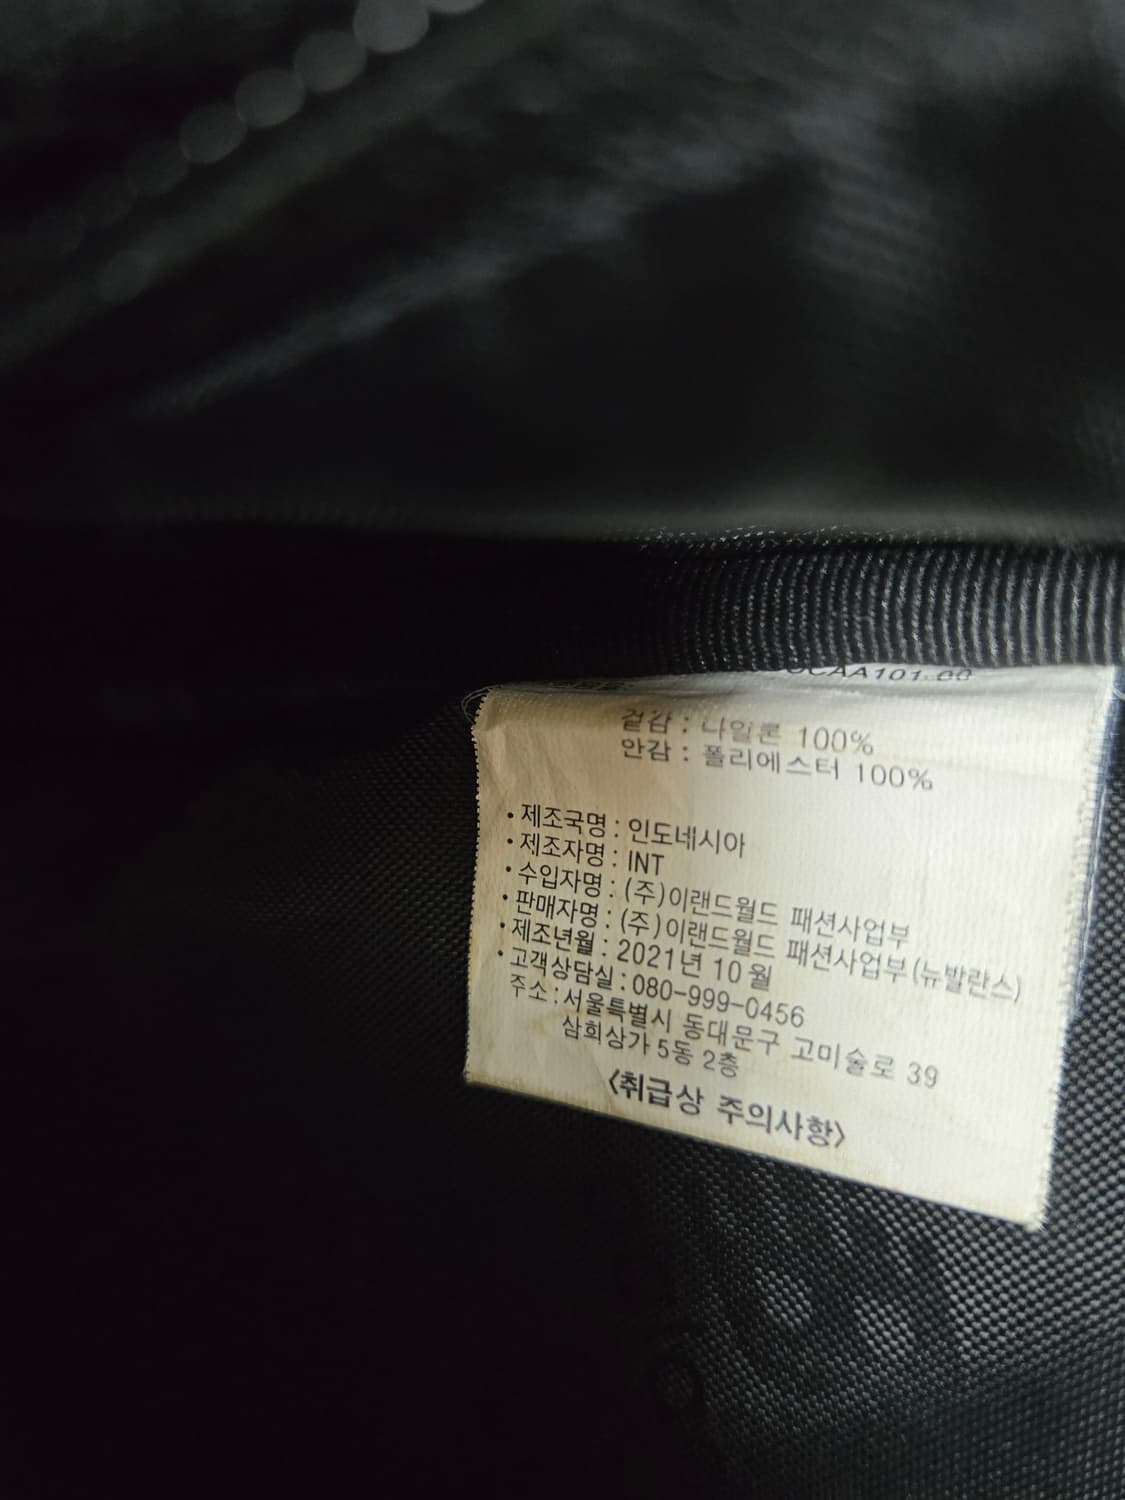 겉감 : 나일론 100%
안감 : 폴리에스터 100%
• 제조국명 : 인도네시아
• 제조자명 : INT
• 수입자명 : (주)이랜드월드 패션사업부
• 판매자명 : (주)이랜드월드 패션사업부(뉴발란스)
• 제조년월 : 2021년 10월
• 고객상담실 : 080-999-0456
주소 : 서울특별시 동대문구 고미술로 39
삼희상가 5동 2층
<취급상 주의사항>